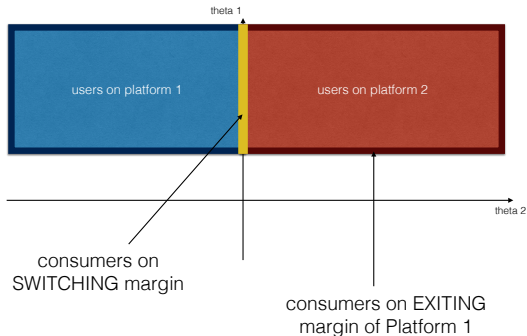 theta 1
users on platform 1
users on platform 2
theta 2
consumers on
SWITCHING margin
consumers on EXITING
margin of Platform 1